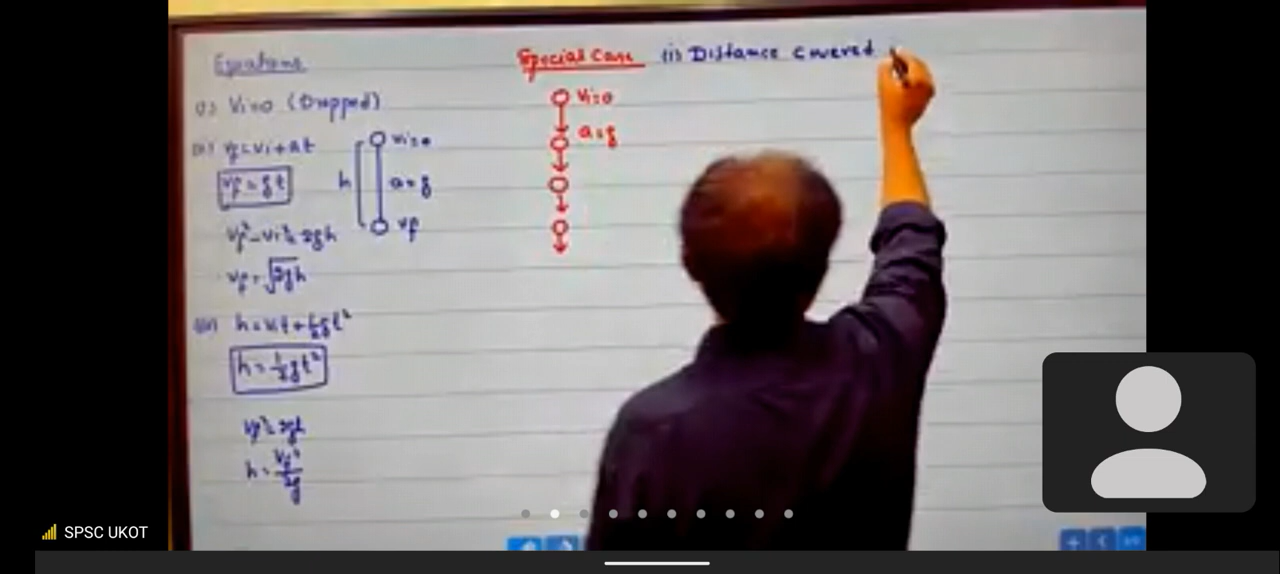 Equations
Special Case (i) Distance Covered
(i) Vi=0 (Dropped)
Vi=0
a=g
(ii) vf=vi+at
vi=0
vf=gt
h
a=g
vf²-vi²=2gh
vf
vf=√2gh
(iii) h=vit+½gt²
h=½gt²
vf²=2gh
h=vf²/2g
SPSC UKOT